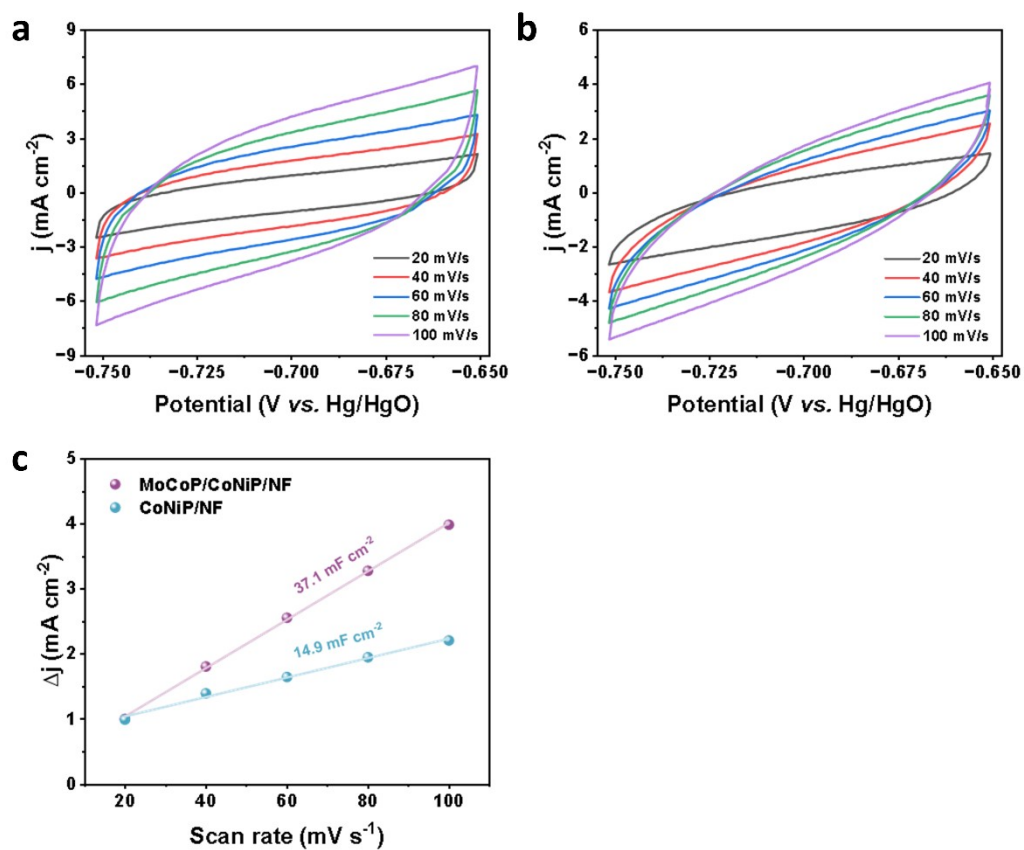 a
9
6
3
0
−3
−6
−9
j (mA cm-2)
20 mV/s
40 mV/s
60 mV/s
80 mV/s
100 mV/s
−0.750 −0.725 −0.700 −0.675 −0.650
Potential (V vs. Hg/HgO)
b
6
4
2
0
−2
−4
−6
j (mA cm-2)
20 mV/s
40 mV/s
60 mV/s
80 mV/s
100 mV/s
−0.750 −0.725 −0.700 −0.675 −0.650
Potential (V vs. Hg/HgO)
c
5
4
3
2
1
0
Δj (mA cm-2)
MoCoP/CoNiP/NF
CoNiP/NF
37.1 mF cm-2
14.9 mF cm-2
20 40 60 80 100
Scan rate (mV s-1)